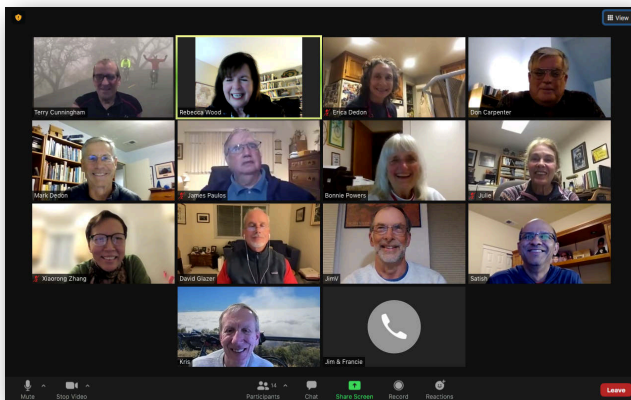 View
Terry Cunningham
Rebecca Wood..
Erica Dedon
Don Carpenter
Mark Dedon
James Paulos
Bonnie Powers
Julie
Xiaorong Zhang
David Glazer
JimV
Satish
Kris
Jim & Francie
Mute
Stop Video
14
Participants
Chat
Share Screen
Record
Reactions
Leave